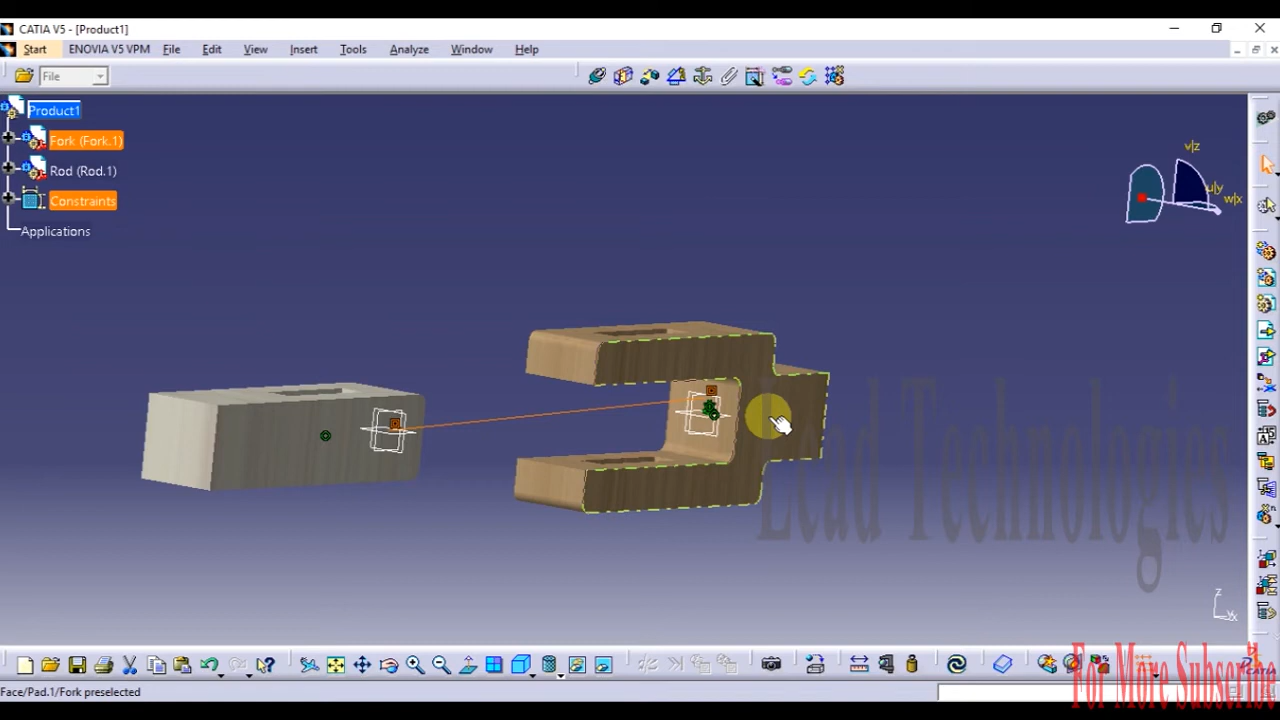 CATIA V5 - [Product1]
Start ENOVIA V5 VPM File Edit View Insert Tools Analyze Window Help
File
Product1
Fork (Fork.1)
Rod (Rod.1)
Constraints
Applications
v|z
u|y
w|x
Lead Technologies
z
For More Subscribe
CATIA
Face/Pad.1/Fork preselected